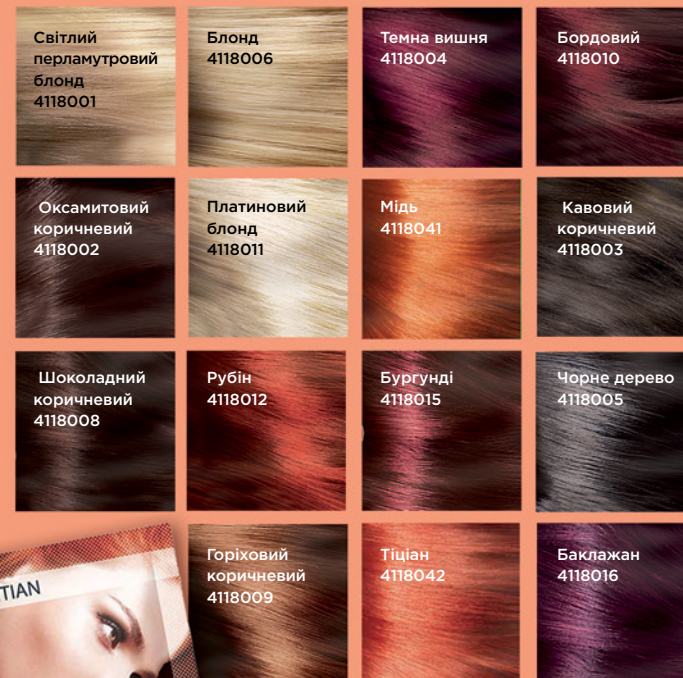 Світлий
перламутровий
блонд
4118001
Блонд
4118006
Темна вишня
4118004
Бордовий
4118010
Оксамитовий
коричневий
4118002
Платиновий
блонд
4118011
Мідь
4118041
Кавовий
коричневий
4118003
Шоколадний
коричневий
4118008
Рубін
4118012
Бургунді
4118015
Чорне дерево
4118005
TIAN
Горіховий
коричневий
4118009
Тіціан
4118042
Баклажан
4118016